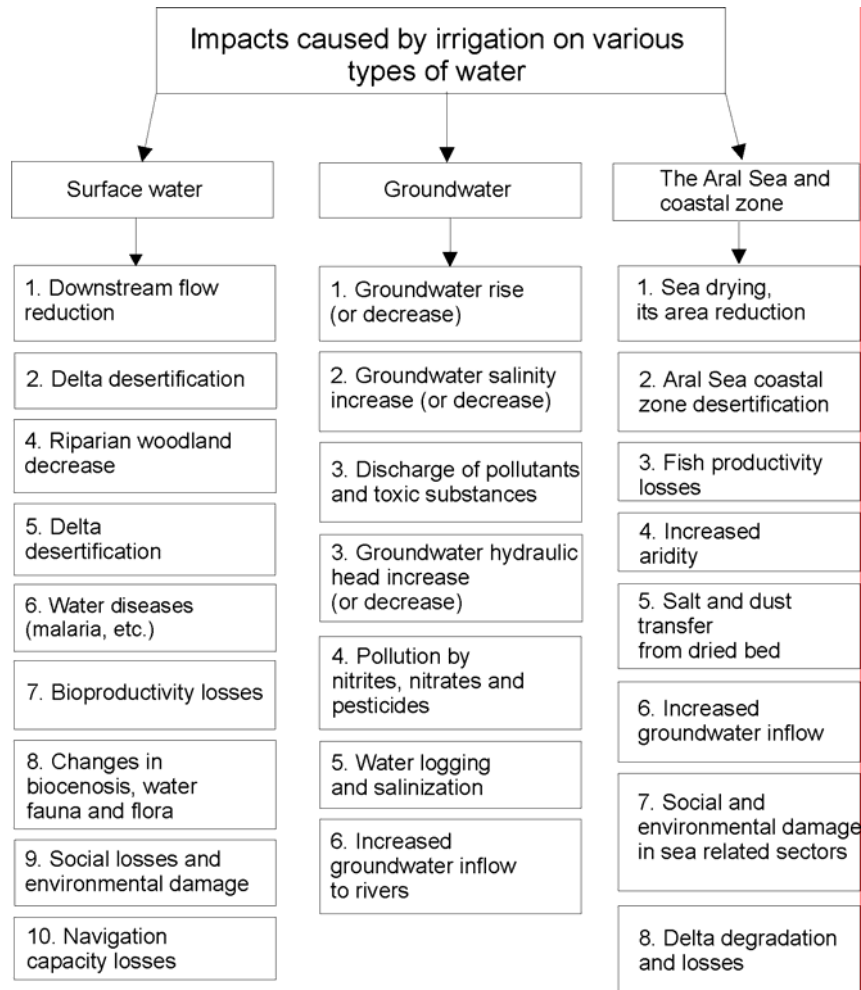 Impacts caused by irrigation on various
types of water
Surface water
1. Downstream flow
reduction
2. Delta desertification
4. Riparian woodland
decrease
5. Delta
desertification
6. Water diseases
(malaria, etc.)
7. Bioproductivity losses
8. Changes in
biocenosis, water
fauna and flora
9. Social losses and
environmental damage
10. Navigation
capacity losses
Groundwater
1. Groundwater rise
(or decrease)
2. Groundwater salinity
increase (or decrease)
3. Discharge of pollutants
and toxic substances
3. Groundwater hydraulic
head increase
(or decrease)
4. Pollution by
nitrites, nitrates and
pesticides
5. Water logging
and salinization
6. Increased
groundwater inflow
to rivers
The Aral Sea and
coastal zone
1. Sea drying,
its area reduction
2. Aral Sea coastal
zone desertification
3. Fish productivity
losses
4. Increased
aridity
5. Salt and dust
transfer
from dried bed
6. Increased
groundwater inflow
7. Social and
environmental damage
in sea related sectors
8. Delta degradation
and losses